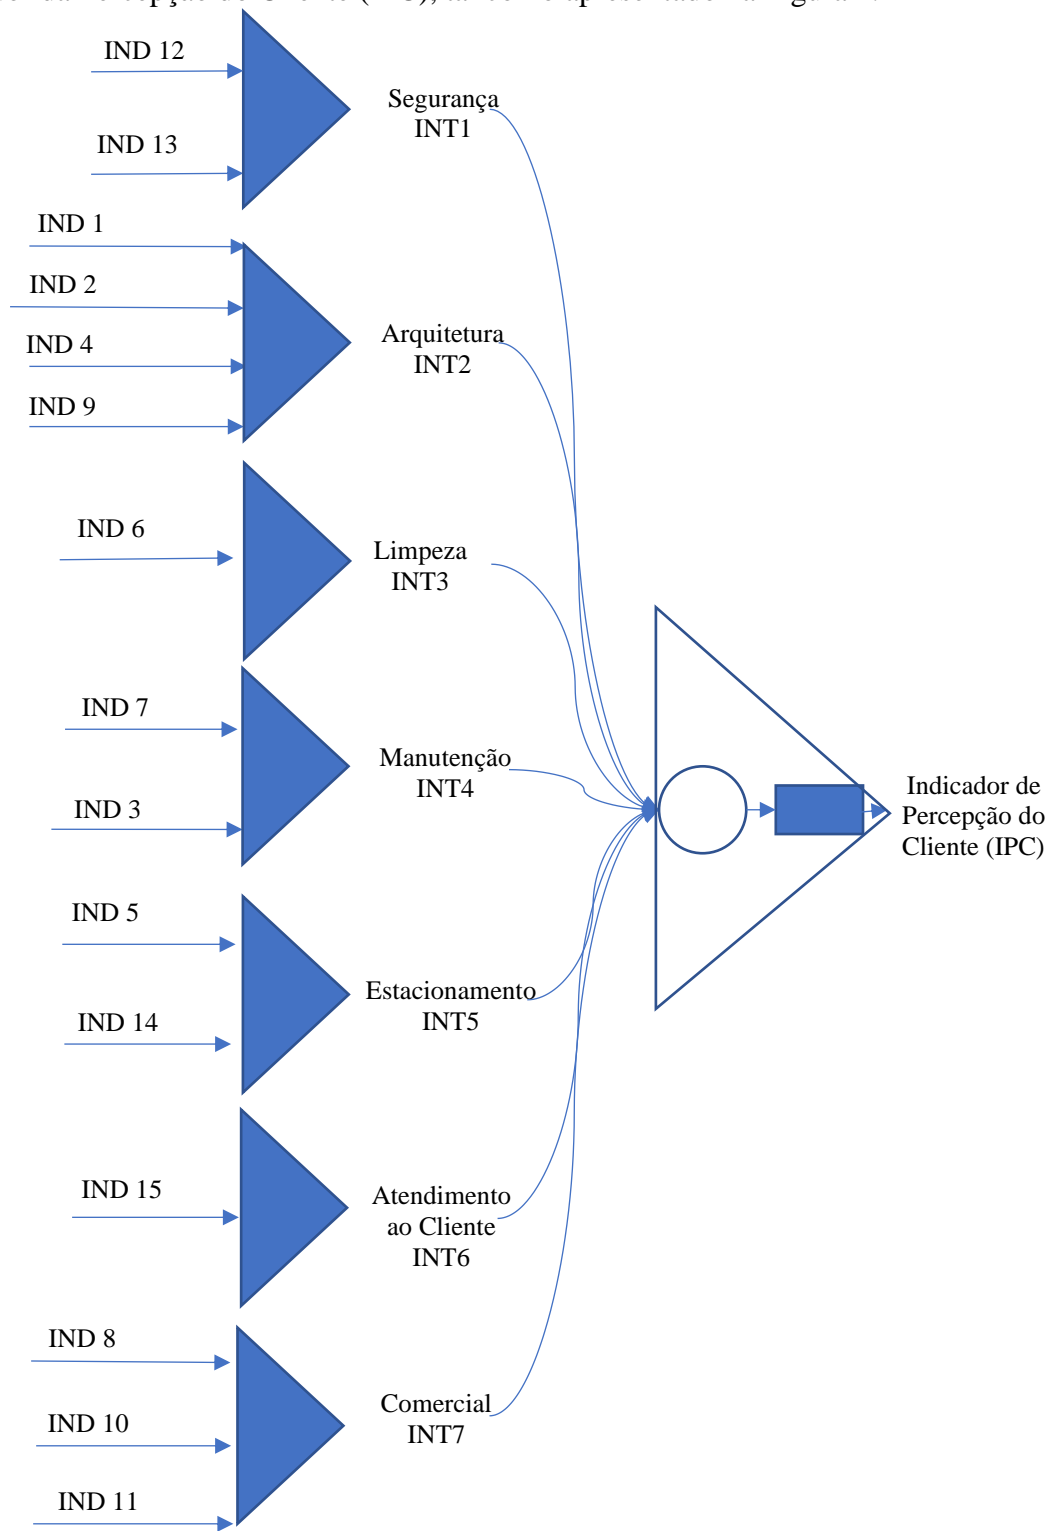 do Cliente
IND 12
Segurança
INT1
IND 13
IND 1
IND 2
Arquitetura
INT2
IND 4
IND 9
IND 6
Limpeza
INT3
IND 7
Manutenção
INT4
IND 3
Indicador de
Percepção do
Cliente (IPC)
IND 5
Estacionamento
INT5
IND 14
IND 15
Atendimento
ao Cliente
INT6
IND 8
Comercial
INT7
IND 10
IND 11